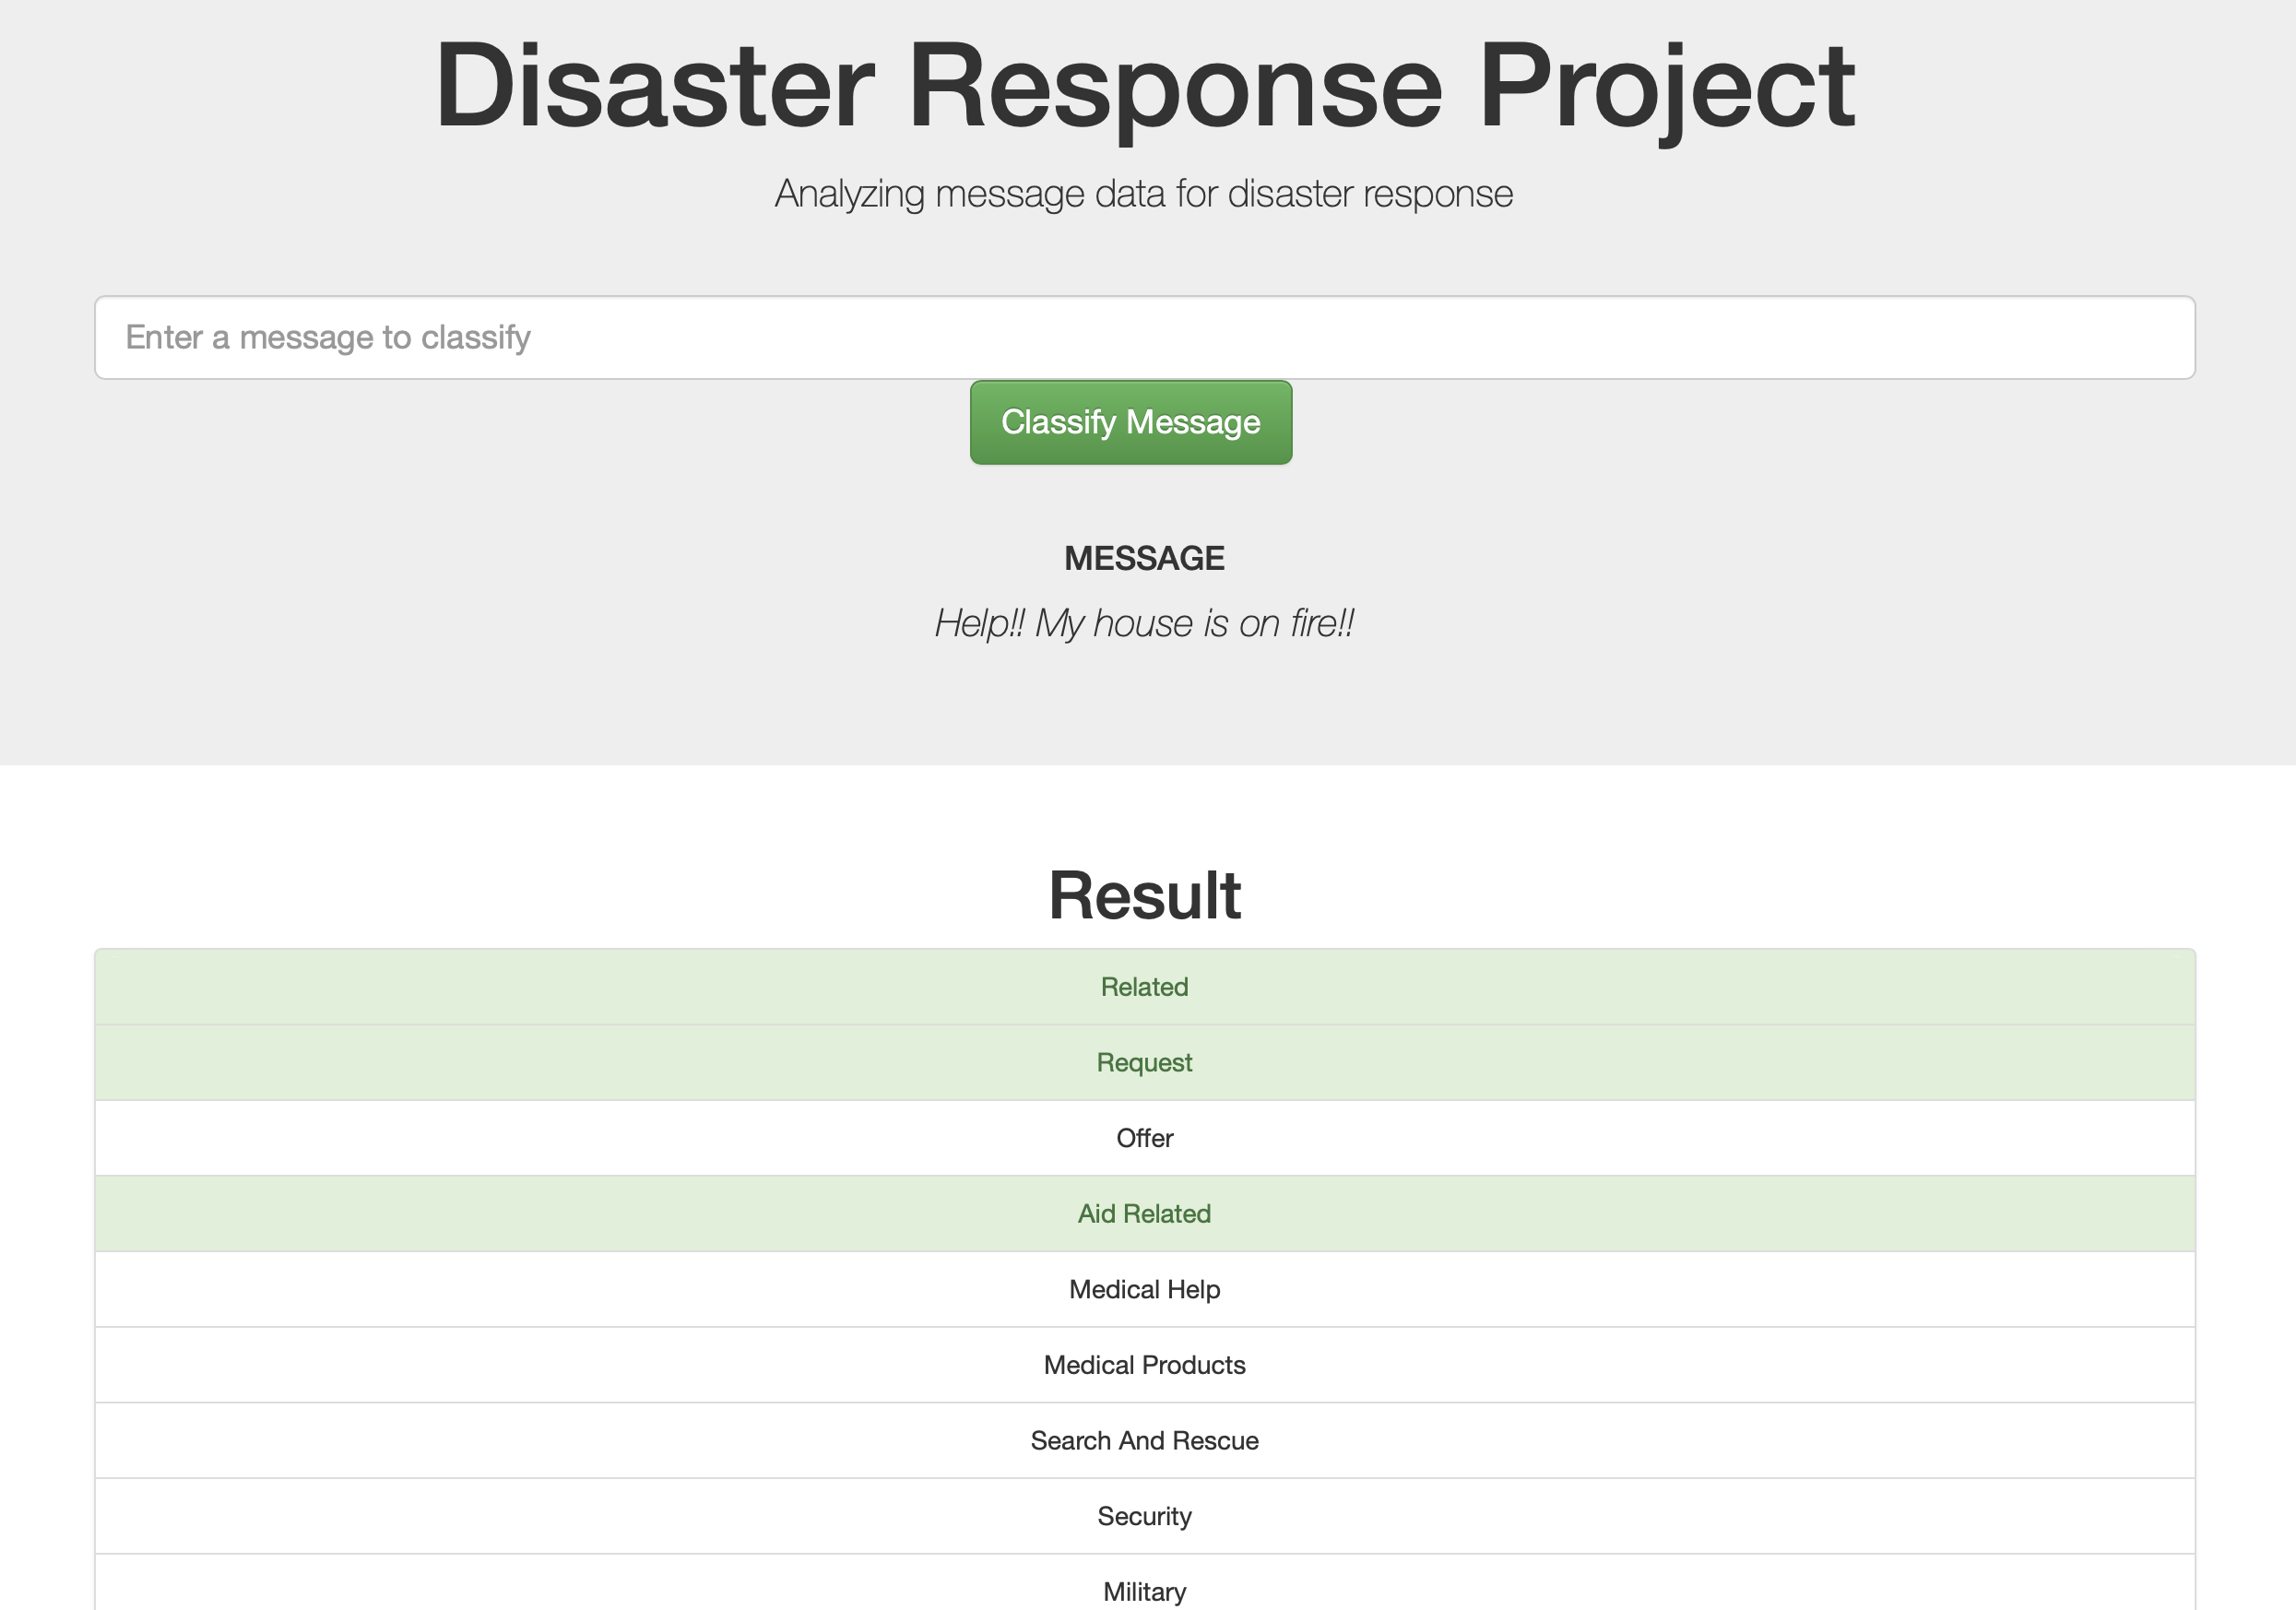 Disaster Response Project
Analyzing message data for disaster response
Enter a message to classify
Classify Message
MESSAGE
Help!! My house is on fire!!
Result
Related
Request
Offer
Aid Related
Medical Help
Medical Products
Search And Rescue
Security
Military